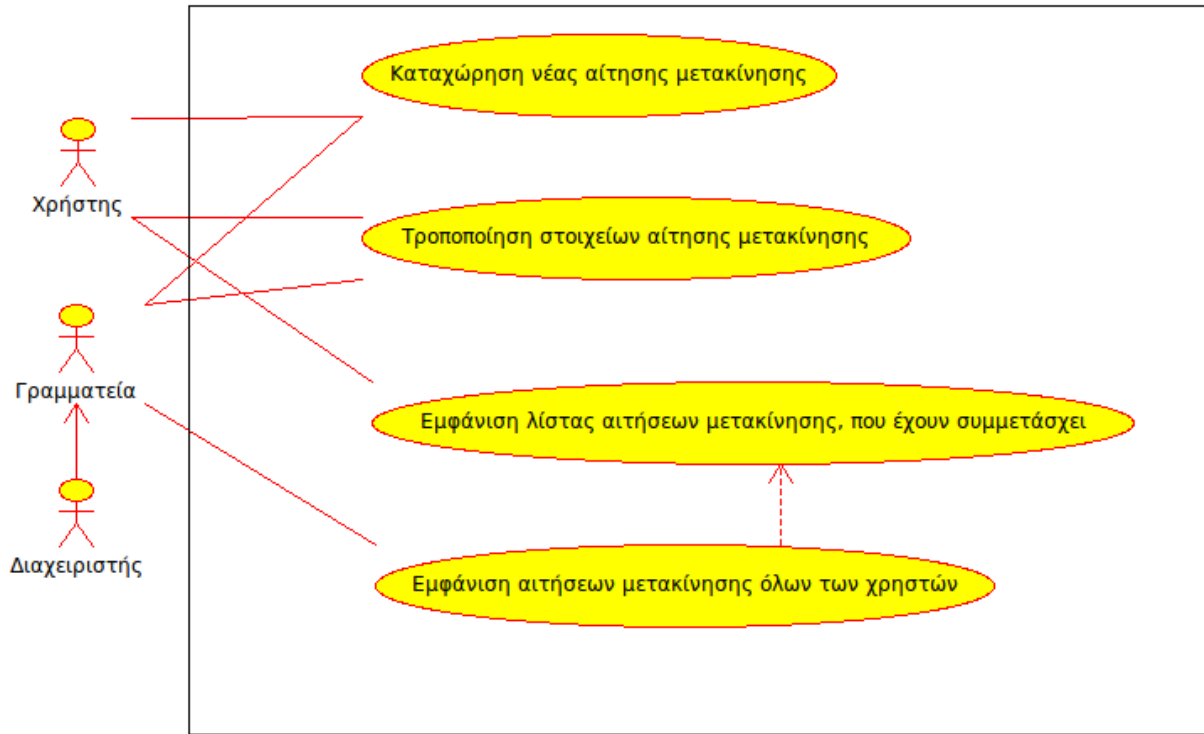 Καταχώρηση νέας αίτησης μετακίνησης
Χρήστης
Τροποποίηση στοιχείων αίτησης μετακίνησης
Γραμματεία
Εμφάνιση λίστας αιτήσεων μετακίνησης, που έχουν συμμετάσχει
Διαχειριστής
Εμφάνιση αιτήσεων μετακίνησης όλων των χρηστών